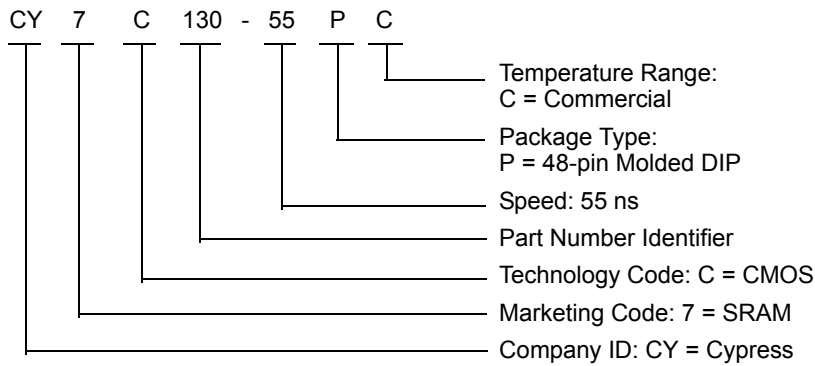 CY 7 C 130 - 55 P C
Temperature Range:
C = Commercial
Package Type:
P = 48-pin Molded DIP
Speed: 55 ns
Part Number Identifier
Technology Code: C = CMOS
Marketing Code: 7 = SRAM
Company ID: CY = Cypress